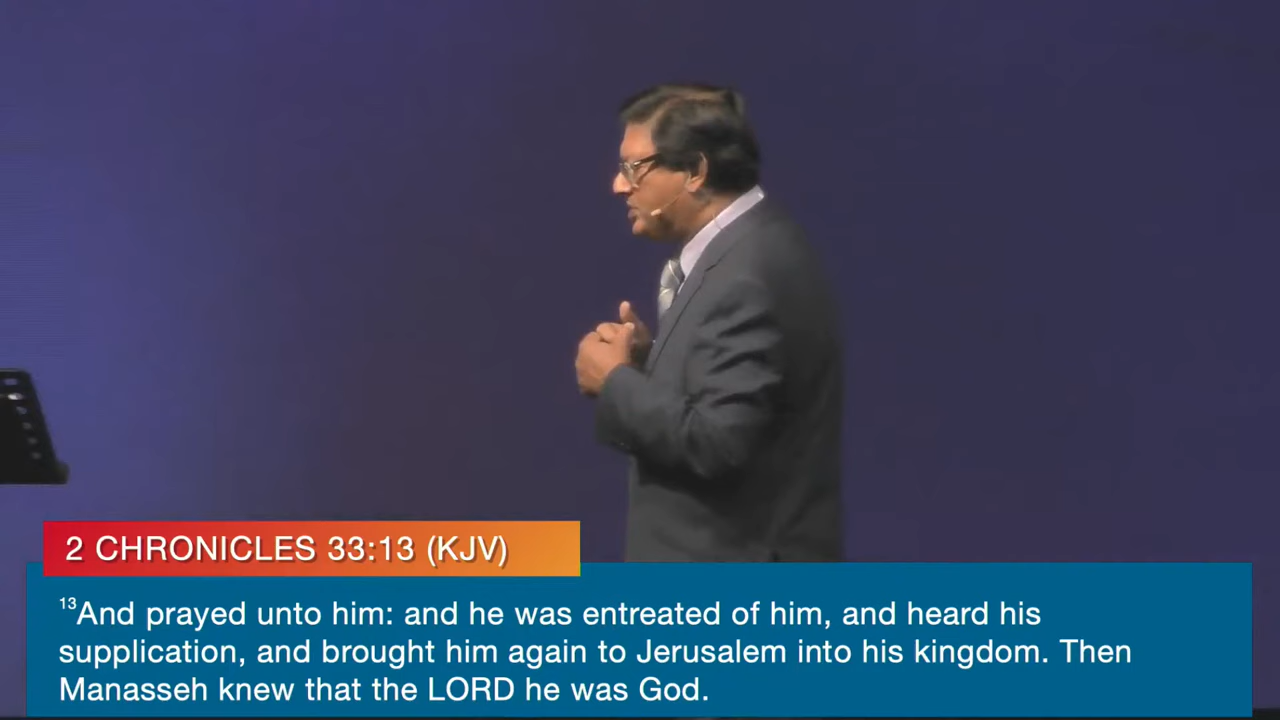 2 CHRONICLES 33:13 (KJV)
13And prayed unto him: and he was entreated of him, and heard his
supplication, and brought him again to Jerusalem into his kingdom. Then
Manasseh knew that the LORD he was God.